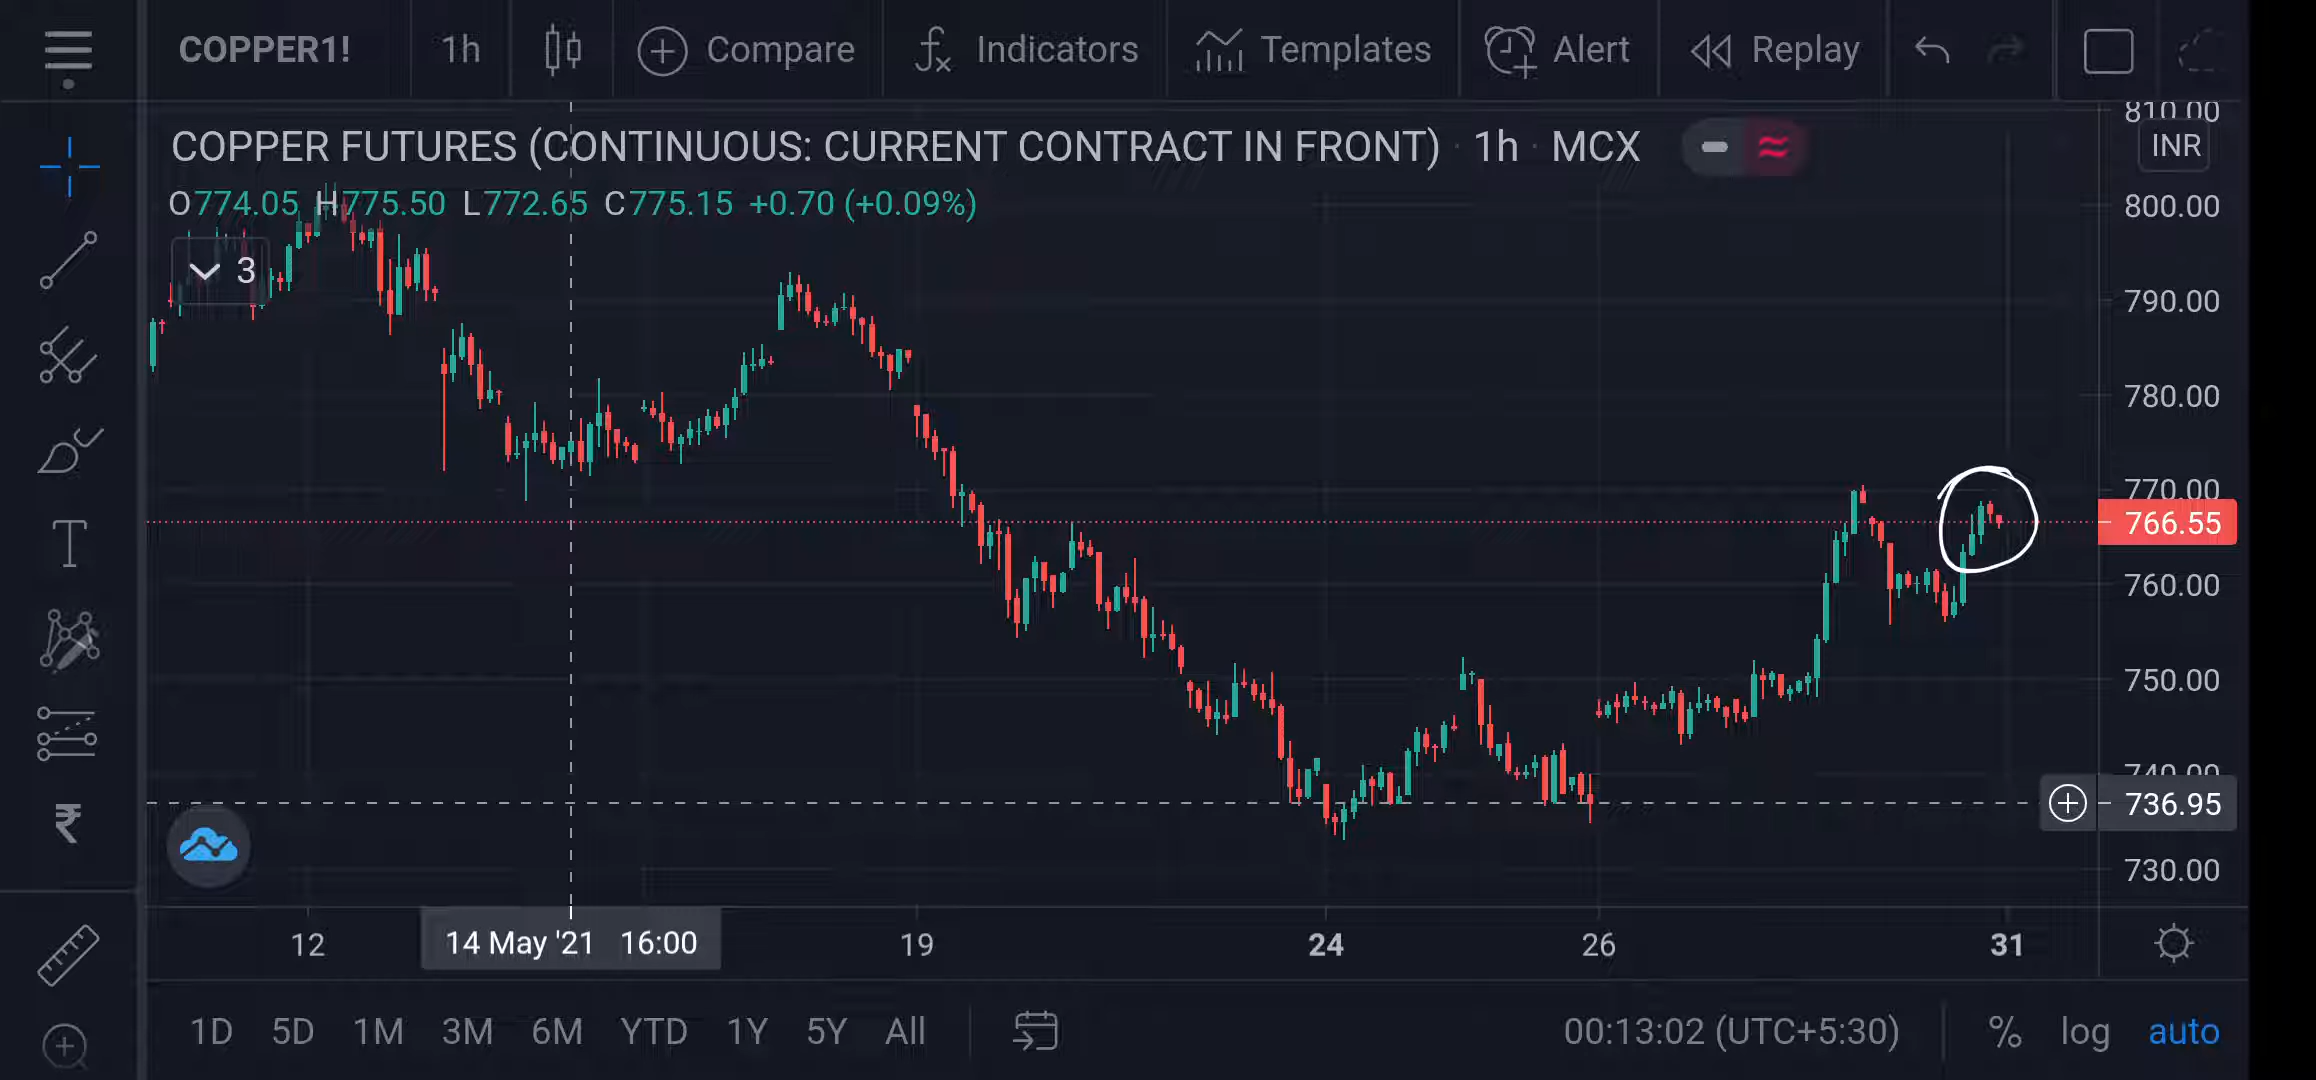 COPPER1! 1h Compare Indicators Templates Alert Replay
COPPER FUTURES (CONTINUOUS: CURRENT CONTRACT IN FRONT) · 1h · MCX
O774.05 H775.50 L772.65 C775.15 +0.70 (+0.09%)
3
810.00
INR
800.00
790.00
780.00
770.00
766.55
760.00
750.00
740.00
736.95
730.00
12 14 May '21 16:00 19 24 26 31
1D 5D 1M 3M 6M YTD 1Y 5Y All 00:13:02 (UTC+5:30) % log auto